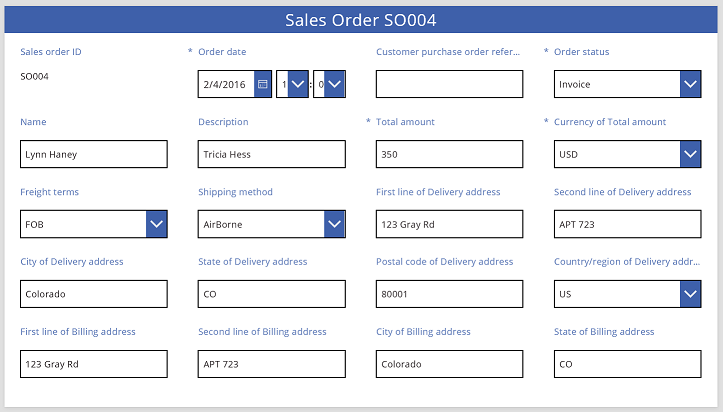 Sales Order SO004
Sales order ID
* Order date
Customer purchase order refer...
* Order status
SO004
2/4/2016 1 : 0
Invoice
Name
Description
* Total amount
* Currency of Total amount
Lynn Haney
Tricia Hess
350
USD
Freight terms
Shipping method
First line of Delivery address
Second line of Delivery address
FOB
AirBorne
123 Gray Rd
APT 723
City of Delivery address
State of Delivery address
Postal code of Delivery address
Country/region of Delivery addr...
Colorado
CO
80001
US
First line of Billing address
Second line of Billing address
City of Billing address
State of Billing address
123 Gray Rd
APT 723
Colorado
CO